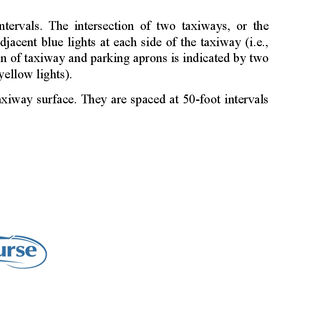 ntervals. The intersection of two taxiways, or the
djacent blue lights at each side of the taxiway (i.e.,
n of taxiway and parking aprons is indicated by two
yellow lights).
axiway surface. They are spaced at 50-foot intervals
urse